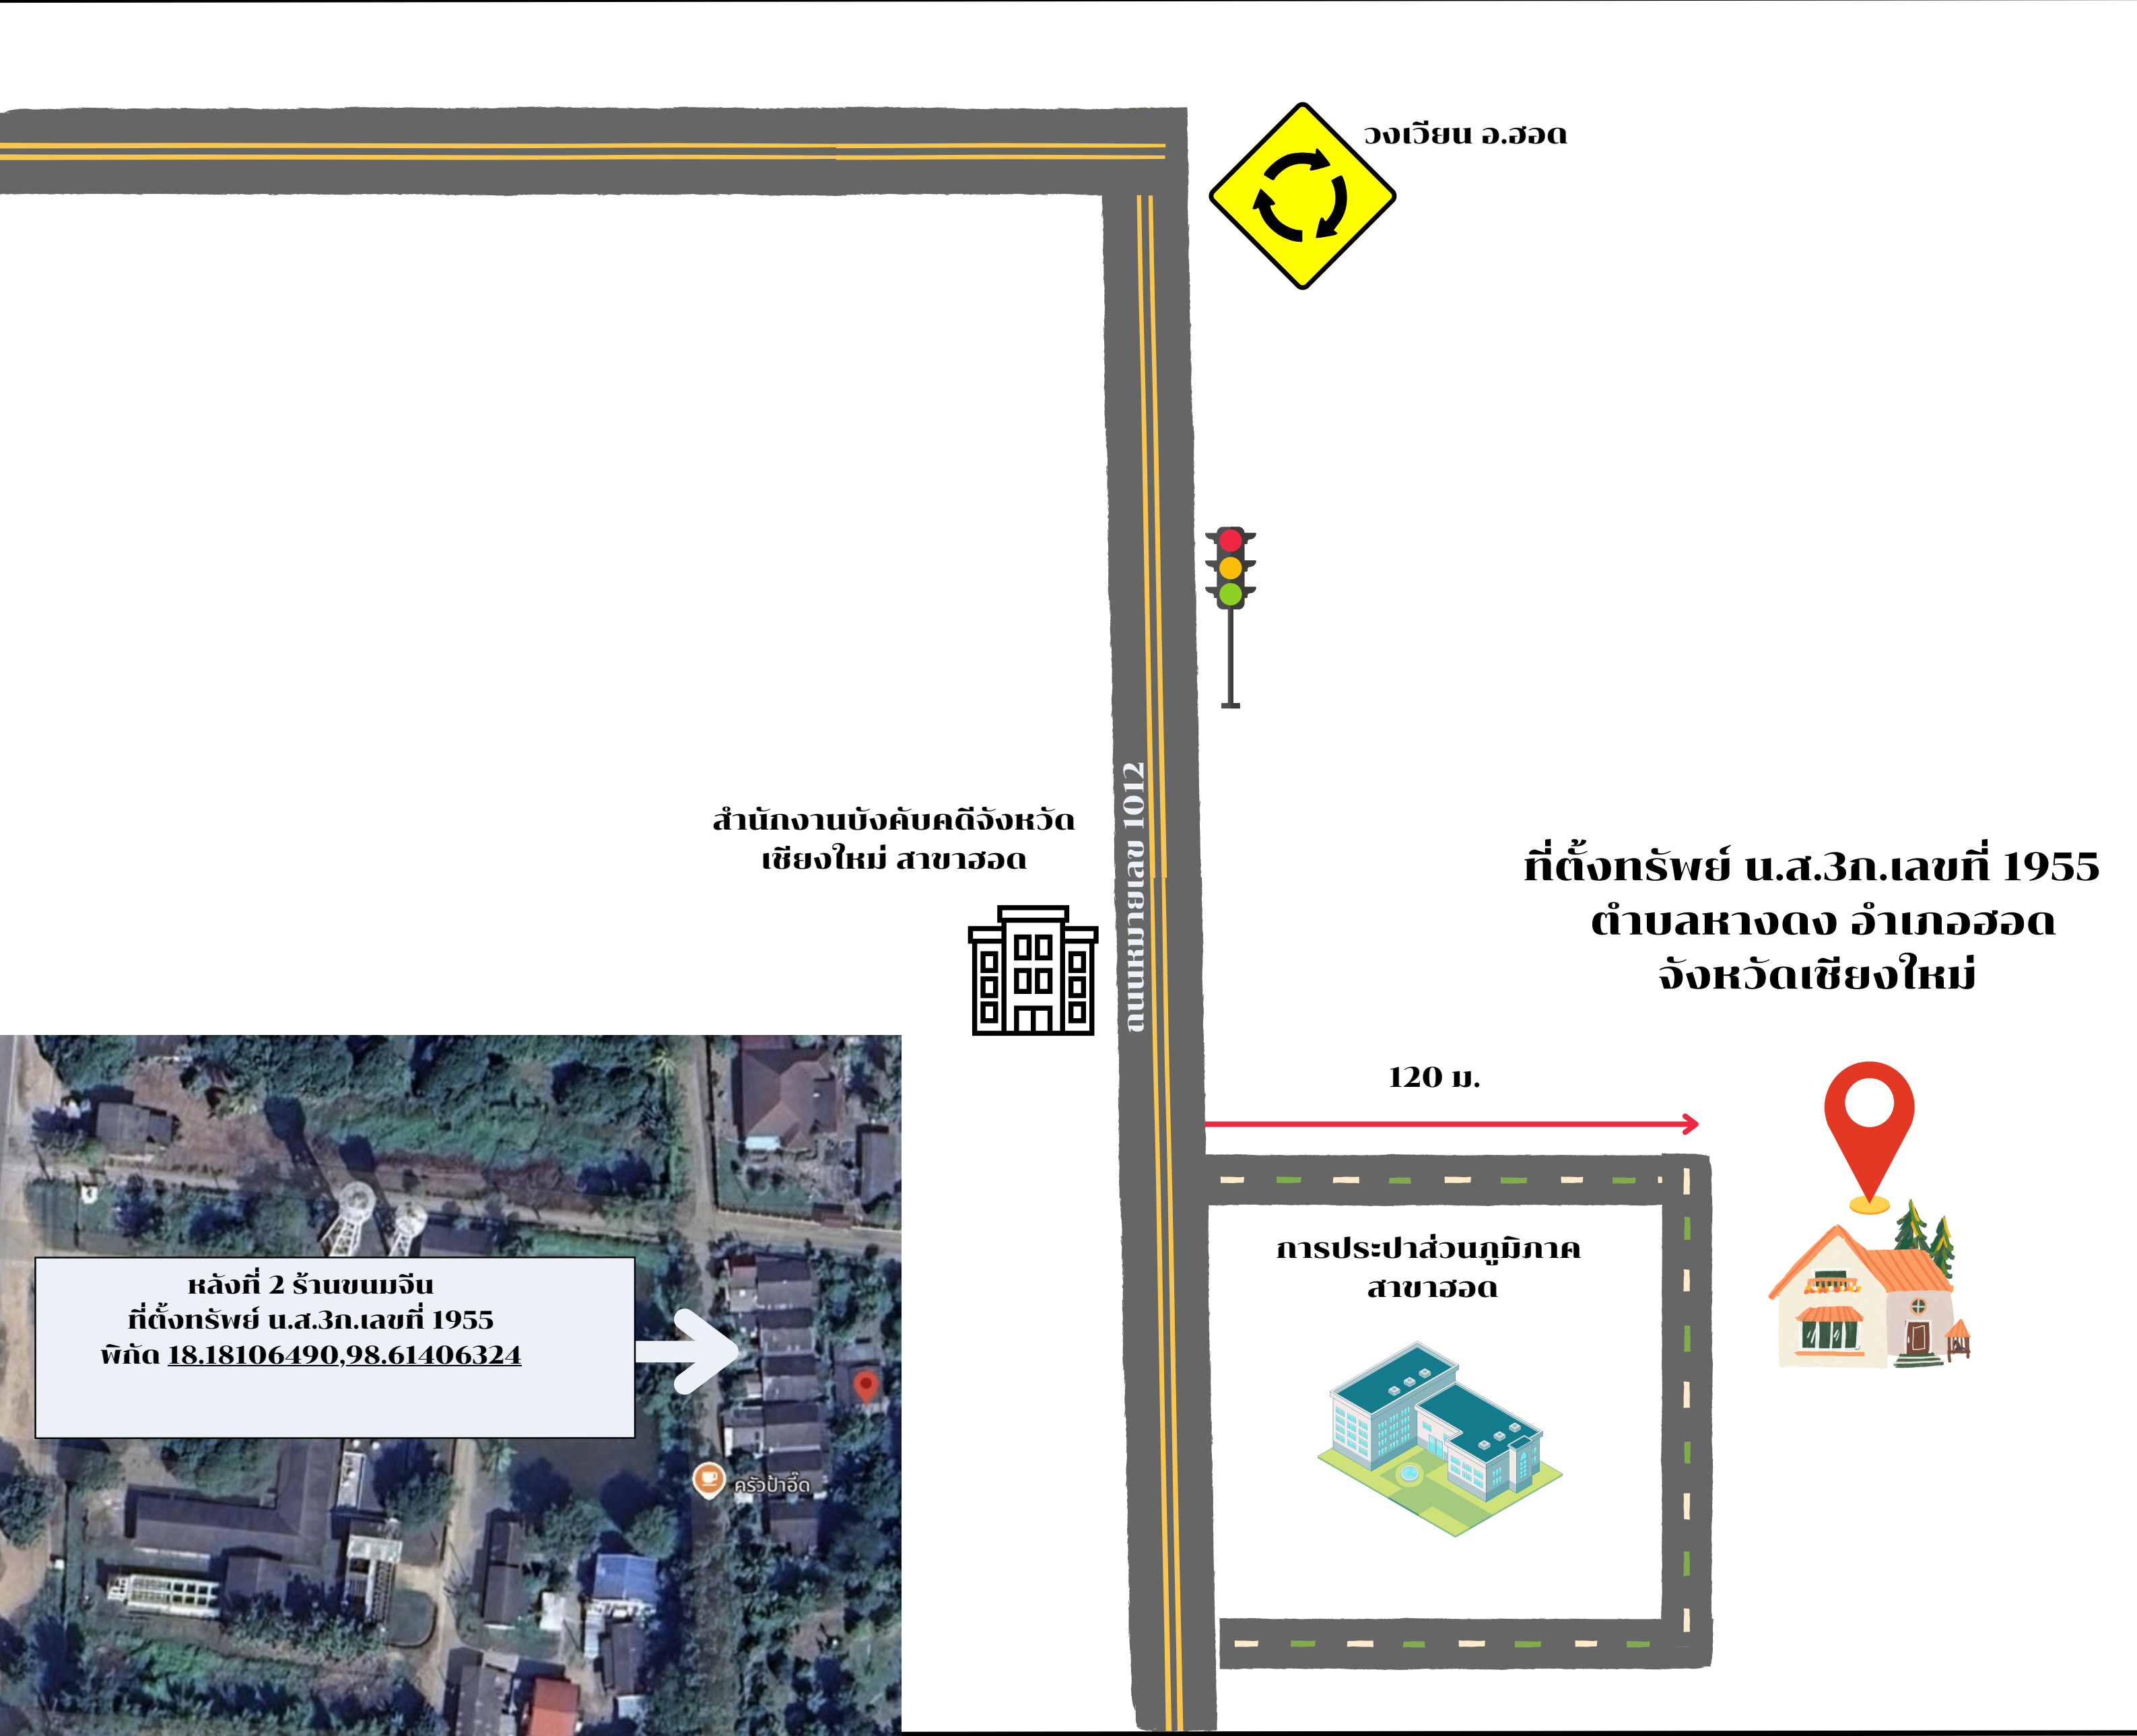 วงเวียน อ.ฮอด
ถนนหมายเลข 1012
สำนักงานบังคับคดีจังหวัด
เชียงใหม่ สาขาฮอด
ที่ตั้งทรัพย์ น.ส.3ก.เลขที่ 1955
ตำบลหางดง อำเภอฮอด
จังหวัดเชียงใหม่
120 ม.
การประปาส่วนภูมิภาค
สาขาฮอด
หลังที่ 2 ร้านขนมจีน
ที่ตั้งทรัพย์ น.ส.3ก.เลขที่ 1955
พิกัด 18.18106490,98.61406324
ครัวป้าอี๊ด